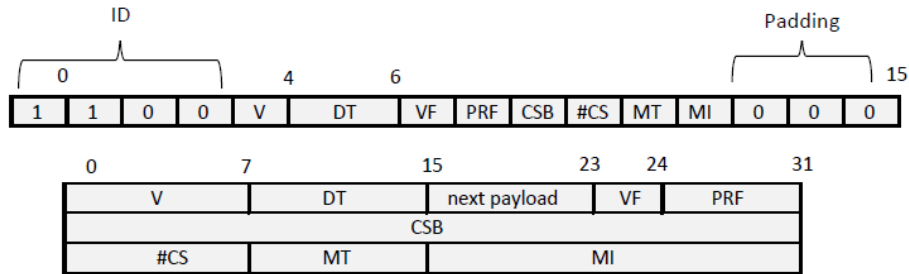 ID Padding
0 4 6 15
1 1 0 0 V DT VF PRF CSB #CS MT MI 0 0 0
0 7 15 23 24 31
V DT next payload VF PRF
CSB
#CS MT MI